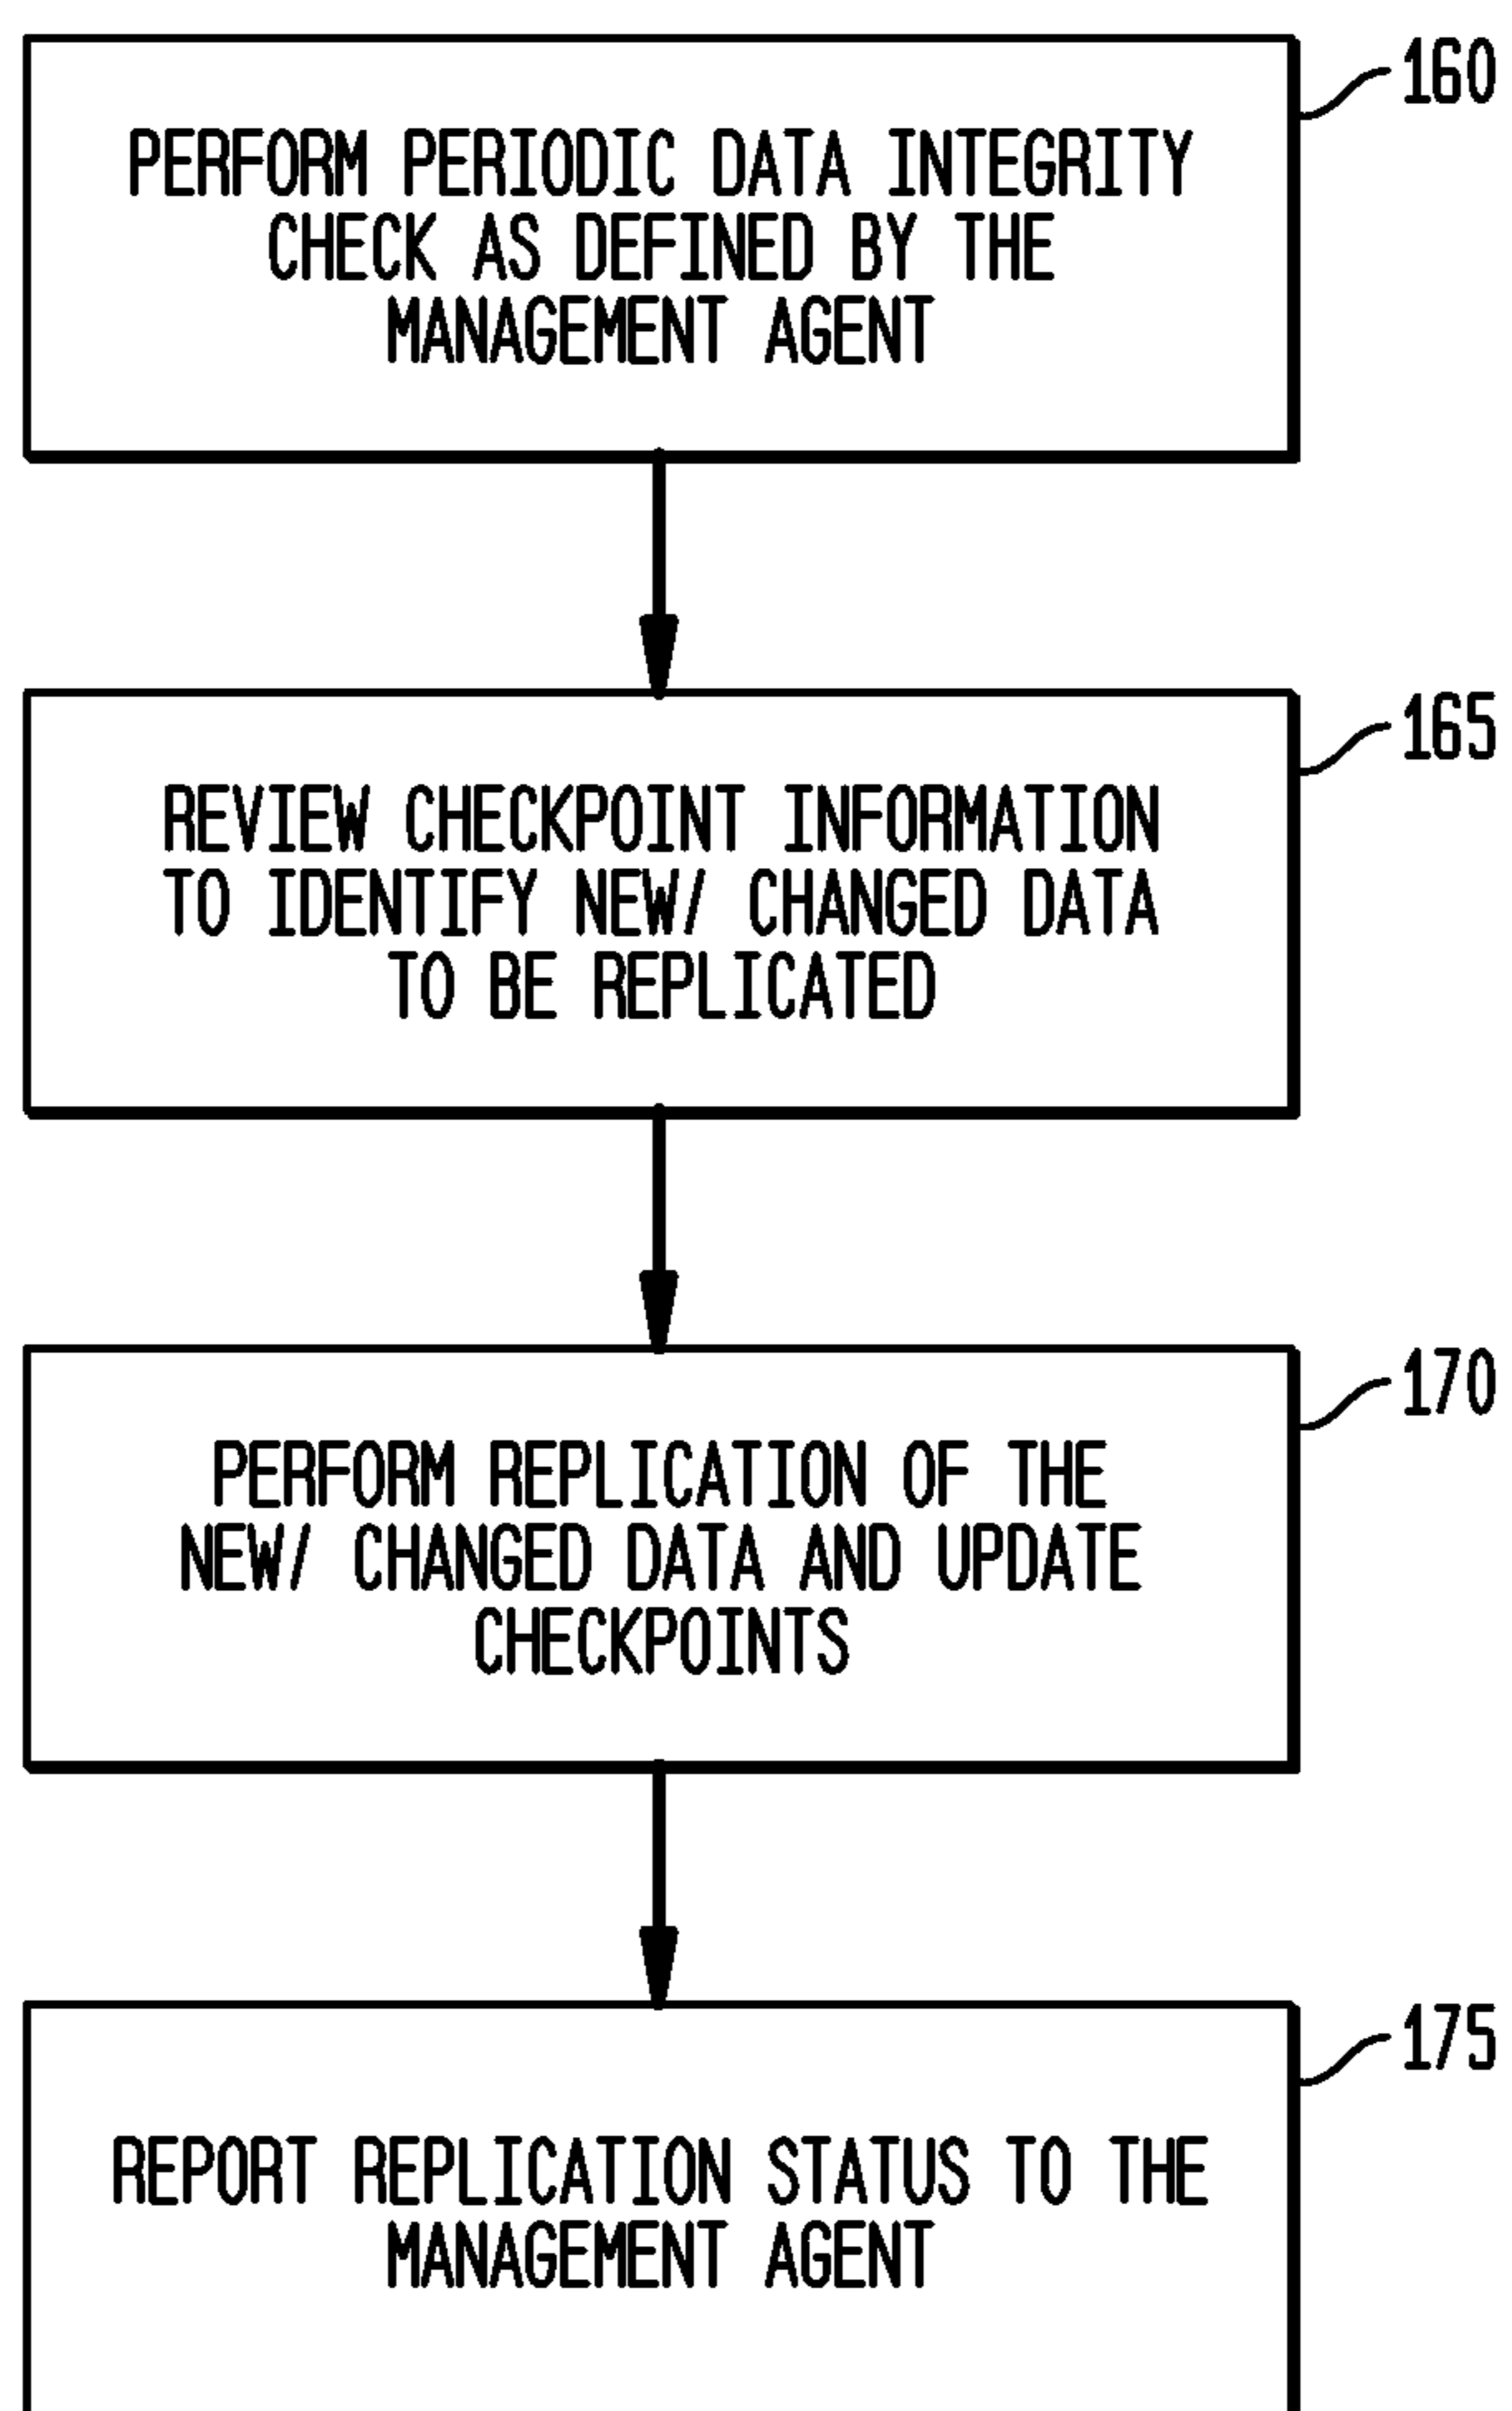 160
PERFORM PERIODIC DATA INTEGRITY
CHECK AS DEFINED BY THE
MANAGEMENT AGENT
165
REVIEW CHECKPOINT INFORMATION
TO IDENTIFY NEW/ CHANGED DATA
TO BE REPLICATED
170
PERFORM REPLICATION OF THE
NEW/ CHANGED DATA AND UPDATE
CHECKPOINTS
175
REPORT REPLICATION STATUS TO THE
MANAGEMENT AGENT